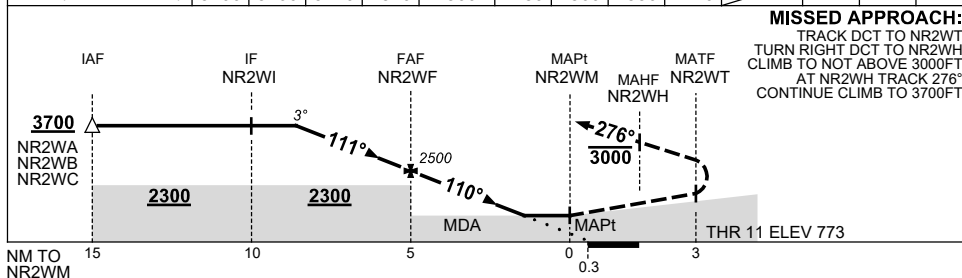 MISSED APPROACH:
TRACK DCT TO NR2WT
TURN RIGHT DCT TO NR2WH
CLIMB TO NOT ABOVE 3000FT
AT NR2WH TRACK 276°
CONTINUE CLIMB TO 3700FT
IAF
IF
NR2WI
FAF
NR2WF
MAPt
NR2WM
MAHF
NR2WH
MATF
NR2WT
3700
NR2WA
NR2WB
NR2WC
3°
111°
2500
110°
276°
3000
2300
2300
MDA
MAPt
THR 11 ELEV 773
NM TO
NR2WM
15
10
5
0
0.3
3